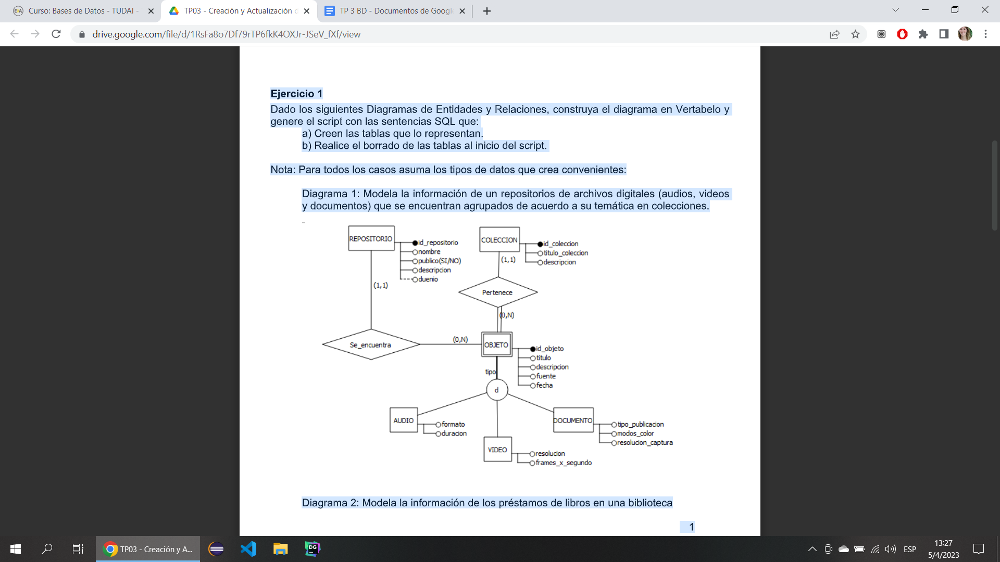 Curso: Bases de Datos - TUDAI -
TP03 - Creación y Actualización
TP 3 BD - Documentos de Google
drive.google.com/file/d/1RsFa8o7Df79rTP6fkK4OXJr-JSeV_fXf/view
Ejercicio 1
Dado los siguientes Diagramas de Entidades y Relaciones, construya el diagrama en Vertabelo y
genere el script con las sentencias SQL que:
a) Creen las tablas que lo representan.
b) Realice el borrado de las tablas al inicio del script.
Nota: Para todos los casos asuma los tipos de datos que crea convenientes:
Diagrama 1: Modela la información de un repositorios de archivos digitales (audios, videos
y documentos) que se encuentran agrupados de acuerdo a su temática en colecciones.
REPOSITORIO
id_repositorio
nombre
publico(SI/NO)
descripcion
duenio
COLECCION
id_coleccion
titulo_coleccion
descripcion
(1,1)
(1,1)
Pertenece
(0,N)
Se_encuentra
(0,N)
OBJETO
id_objeto
titulo
descripcion
fuente
fecha
tipo
d
AUDIO
formato
duracion
VIDEO
resolucion
frames_x_segundo
DOCUMENTO
tipo_publicacion
modos_color
resolucion_captura
Diagrama 2: Modela la información de los préstamos de libros en una biblioteca
1
TP03 - Creación y A...
DG
ESP
13:27
5/4/2023